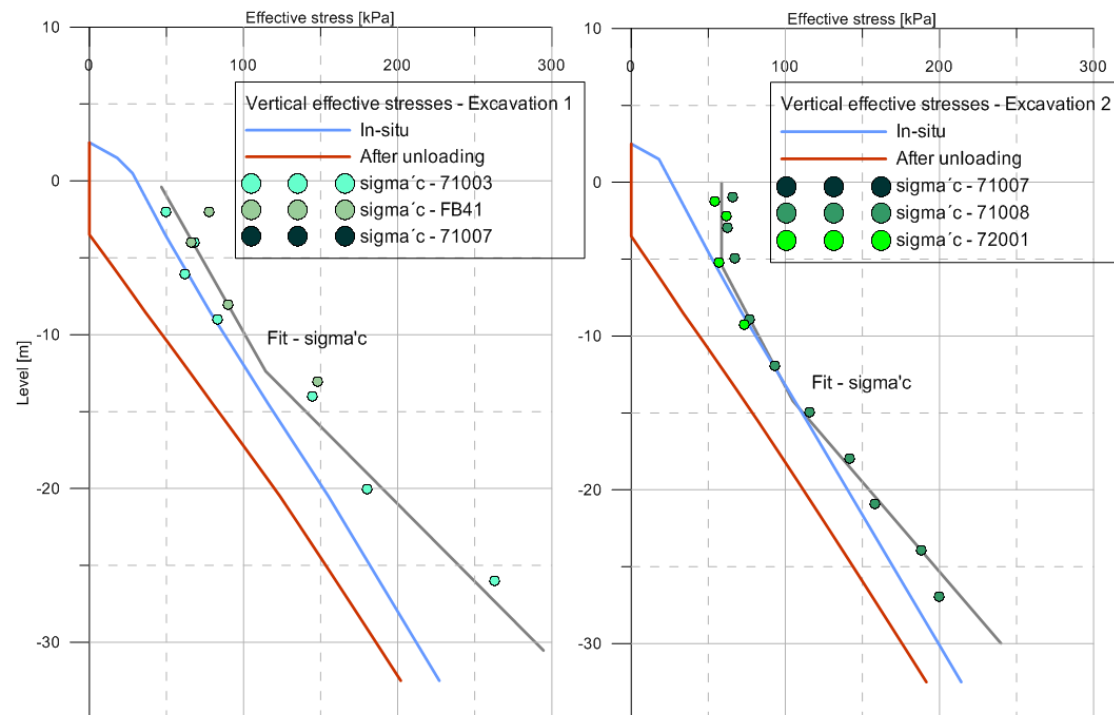 Effective stress [kPa]
10
0
100
200
300
Vertical effective stresses - Excavation 1
In-situ
After unloading
sigma´c - 71003
sigma´c - FB41
sigma´c - 71007
0
Fit - sigma'c
-10
Level [m]
-20
-30
Effective stress [kPa]
10
0
100
200
300
Vertical effective stresses - Excavation 2
In-situ
After unloading
sigma´c - 71007
sigma´c - 71008
sigma´c - 72001
0
-10
Fit - sigma'c
-20
-30